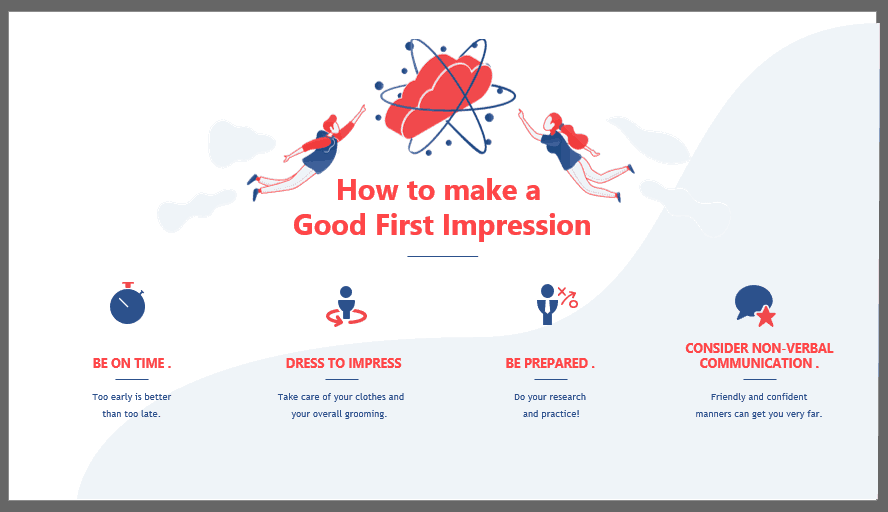 How to make a
Good First Impression
BE ON TIME .
Too early is better
than too late.
DRESS TO IMPRESS
Take care of your clothes and
your overall grooming.
BE PREPARED .
Do your research
and practice!
CONSIDER NON-VERBAL
COMMUNICATION .
Friendly and confident
manners can get you very far.